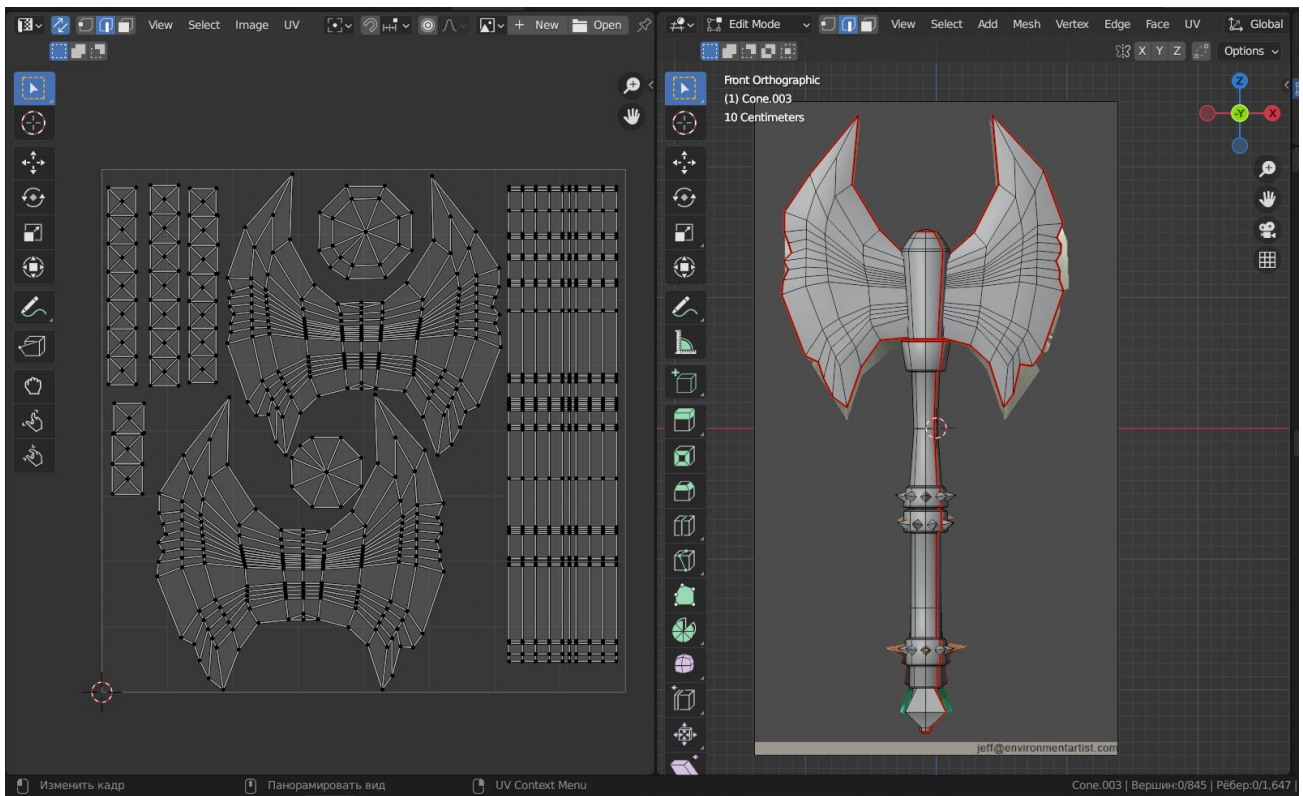 View Select Image UV
New
Open
Edit Mode
View Select Add Mesh Vertex Edge Face UV
Global
X Y Z
Options
Front Orthographic
(1) Cone.003
10 Centimeters
Z
-Y
X
jeff@environmentartist.com
Изменить кадр
Панорамировать вид
UV Context Menu
Cone.003 | Вершин:0/845 | Рёбер:0/1,647 |